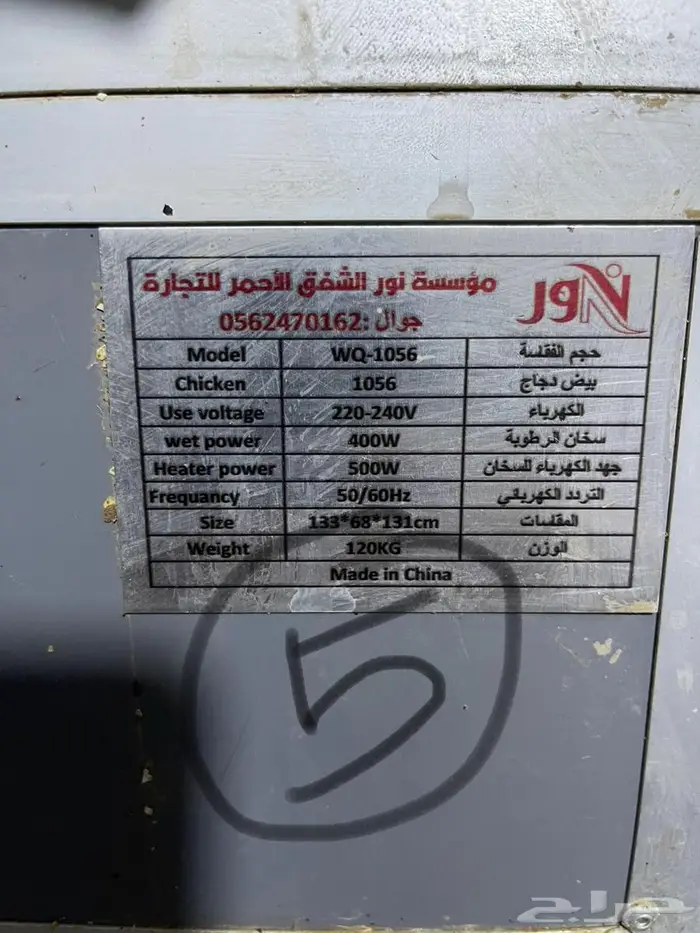 مؤسسة نور الشفق الأحمر للتجارة
نور
جوال :0562470162
Model WQ-1056 حجم الفقاسة
Chicken 1056 بيض دجاج
Use voltage 220-240V الكهرباء
wet power 400W سخان الرطوبة
Heater power 500W جهد الكهرباء للسخان
Frequancy 50/60Hz التردد الكهربائي
Size 133*68*131cm المقاسات
Weight 120KG الوزن
Made in China
5
حراج